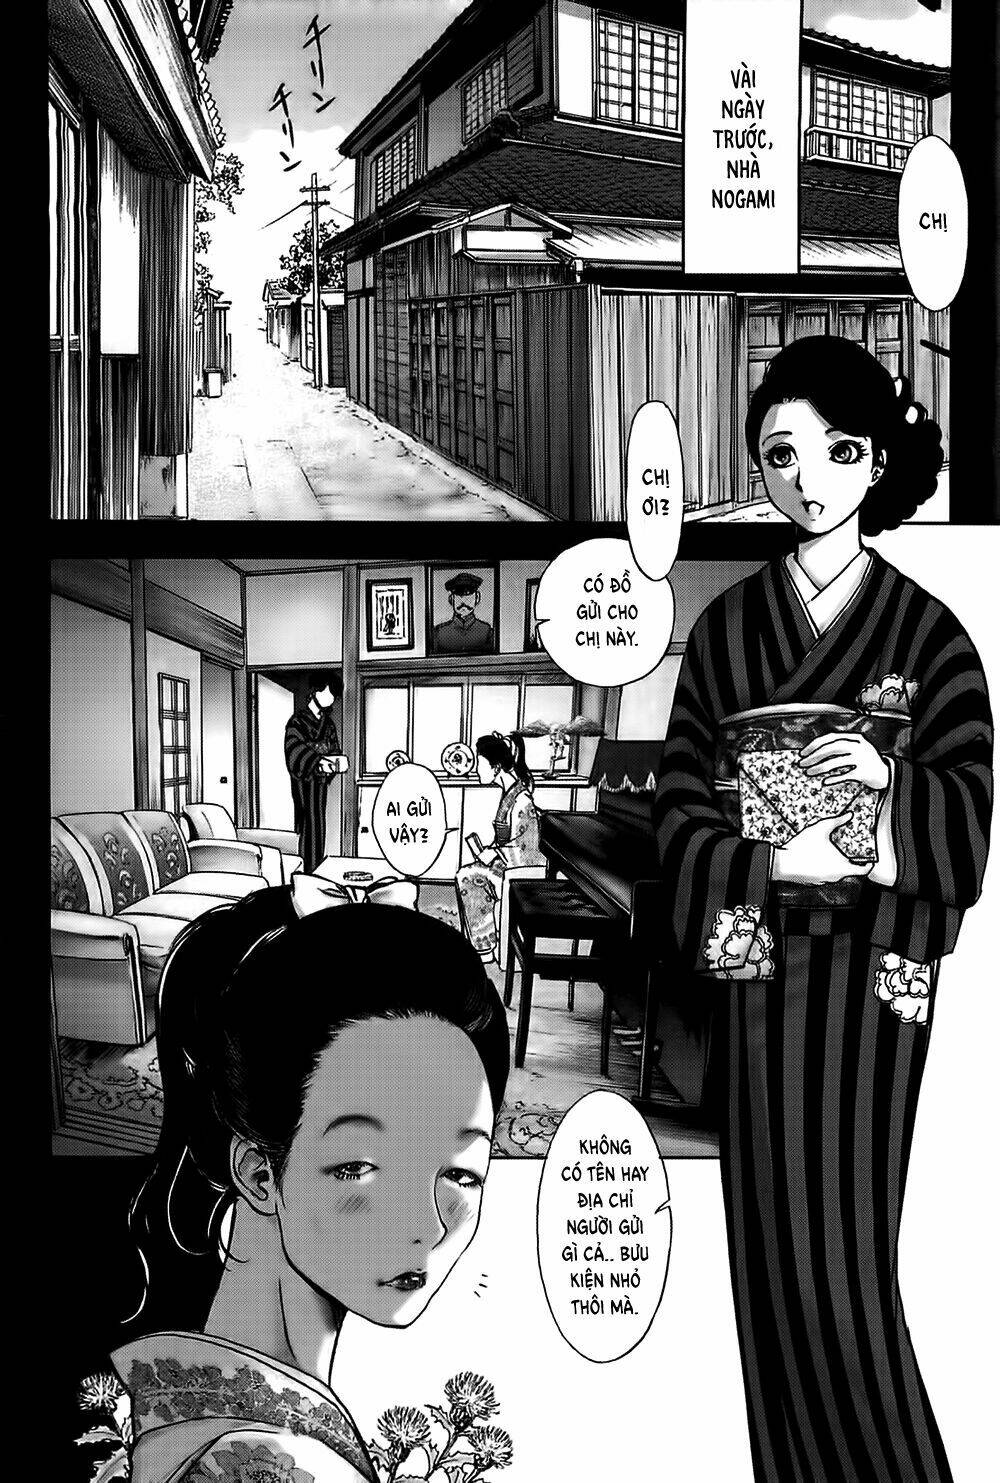 チリン
チリン
VÀI
NGÀY
TRƯỚC,
NHÀ
NOGAMI
CHỊ
CHỊ
ƠI?
CÓ ĐỒ
GỬI CHO
CHỊ NÀY.
AI GỬI
VẬY?
KHÔNG
CÓ TÊN HAY
ĐỊA CHỈ
NGƯỜI GỬI
GÌ CẢ.. BƯU
KIỆN NHỎ
THÔI MÀ.